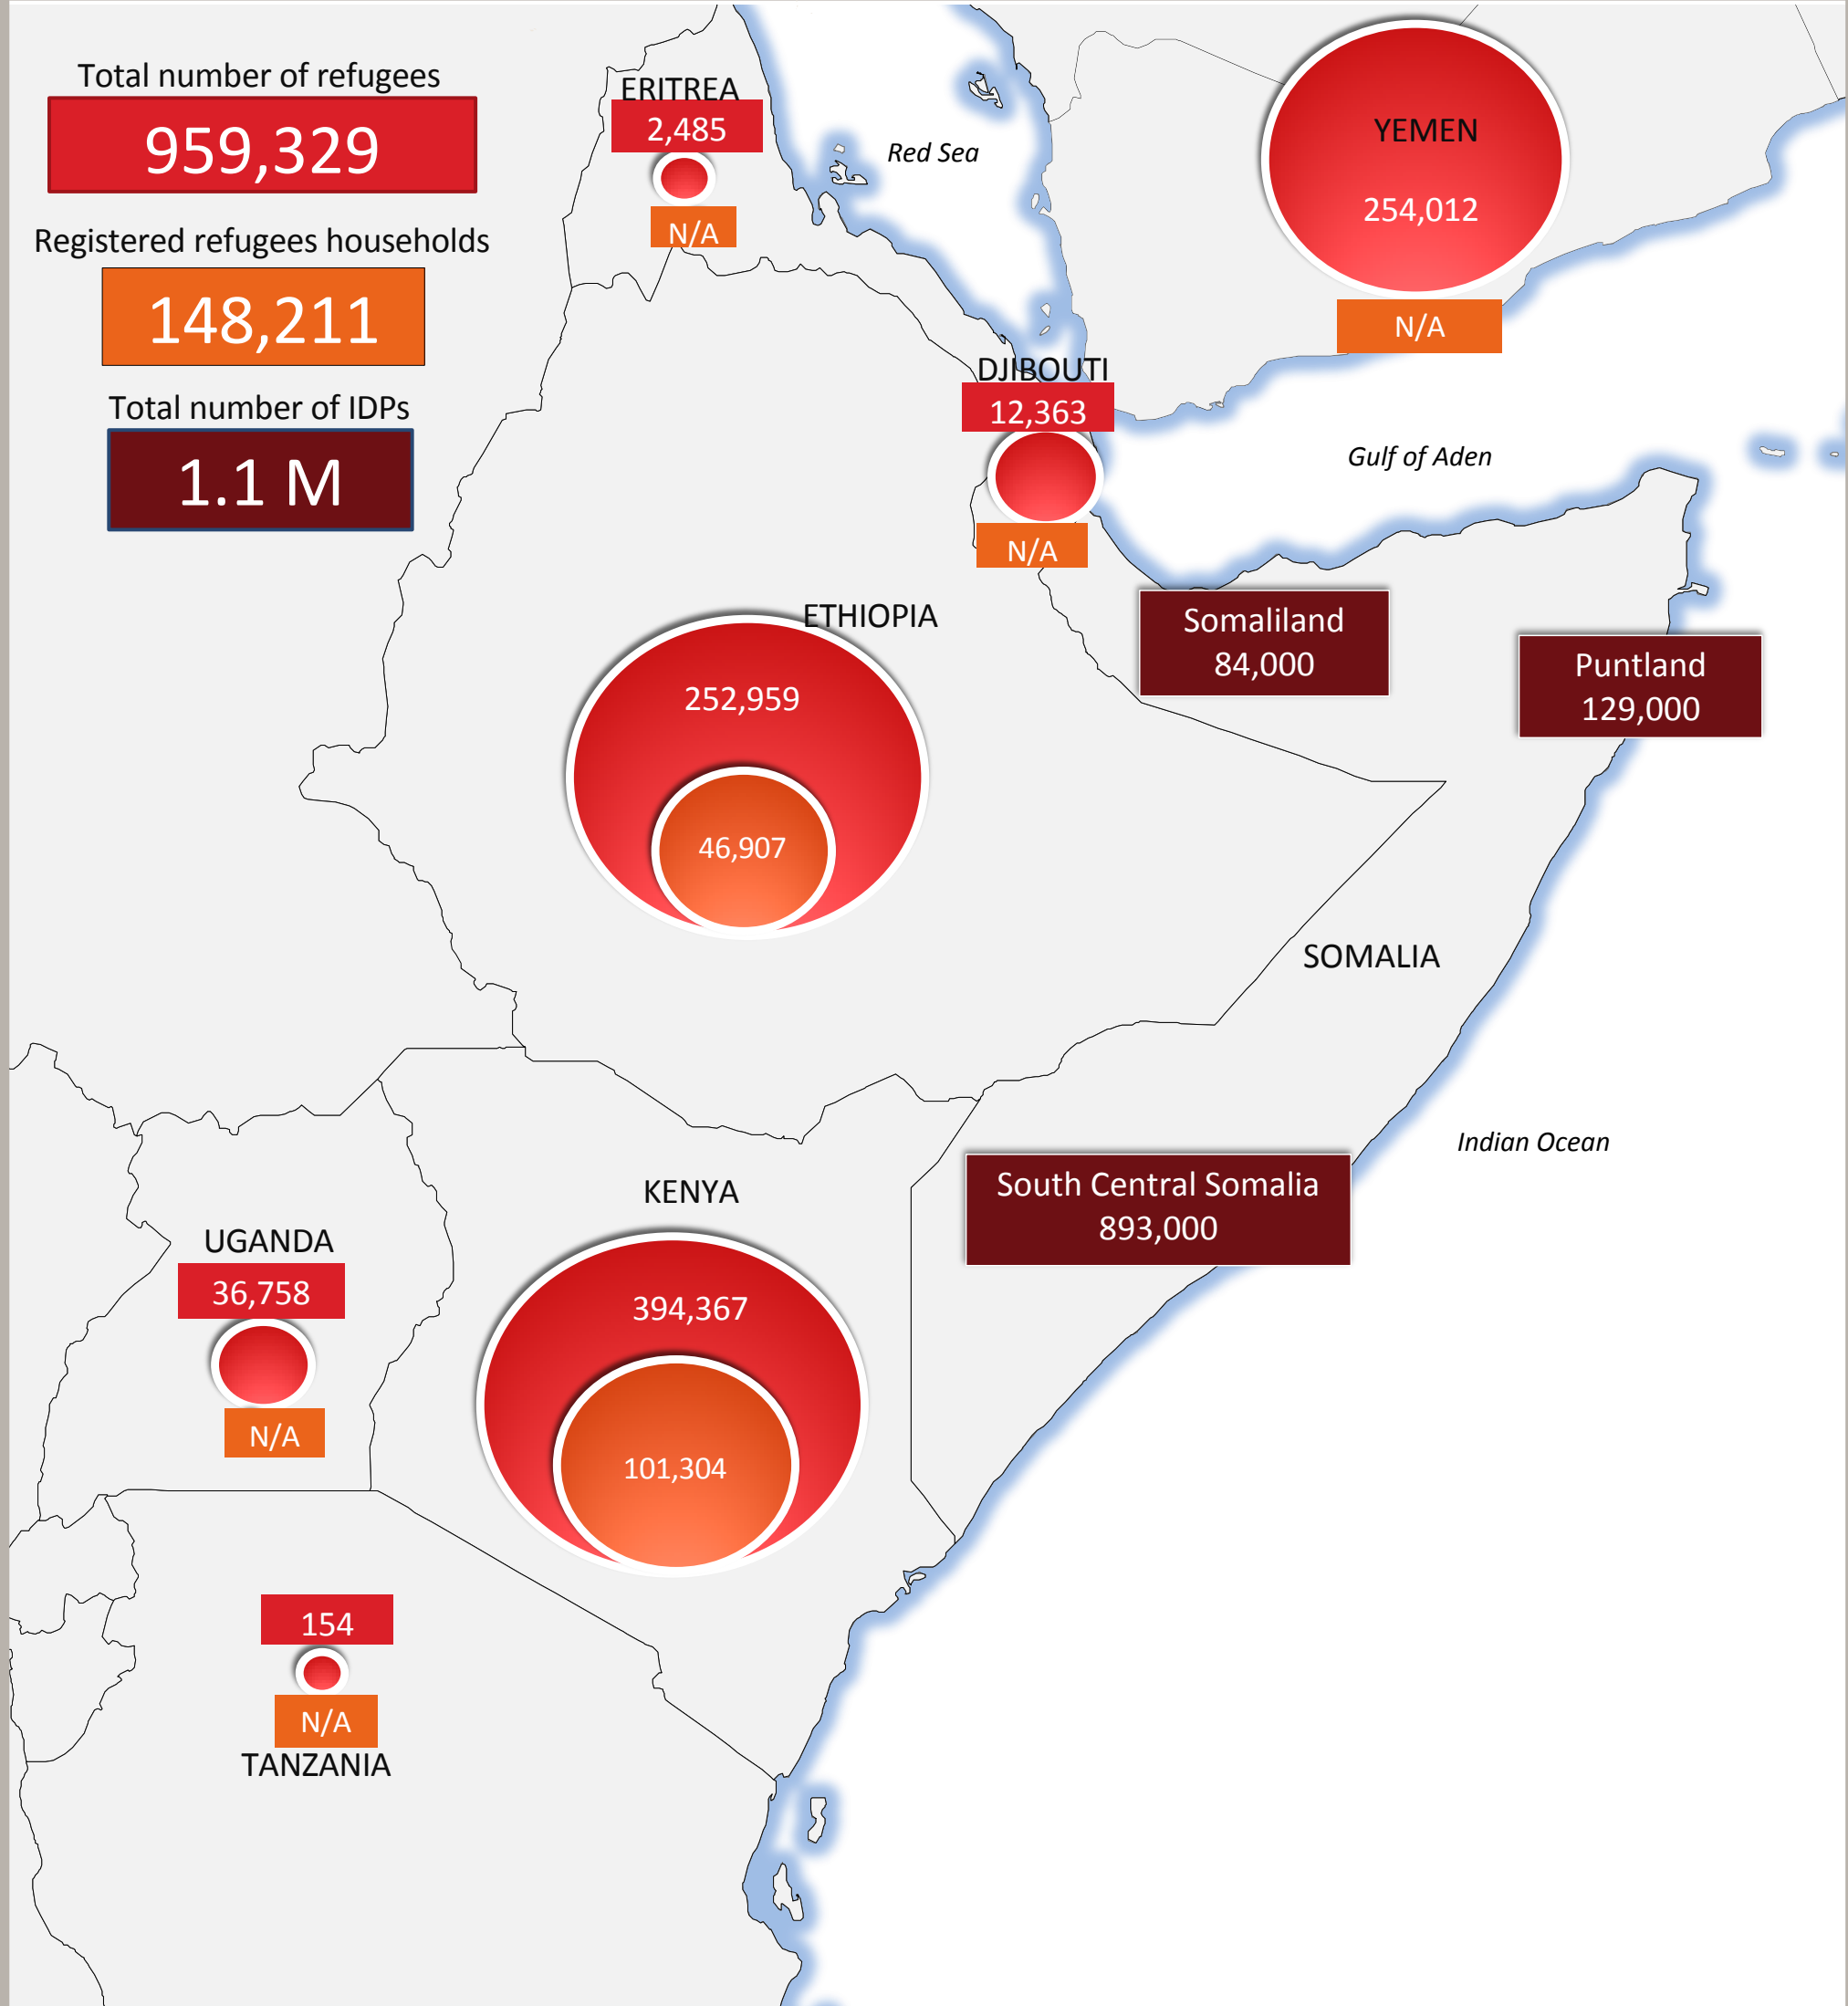 Total number of refugees
959,329
Registered refugees households
148,211
Total number of IDPs
1.1 M
ERITREA
2,485
N/A
Red Sea
YEMEN
254,012
N/A
DJIBOUTI
12,363
N/A
Gulf of Aden
ETHIOPIA
252,959
46,907
Somaliland
84,000
Puntland
129,000
SOMALIA
Indian Ocean
South Central Somalia
893,000
KENYA
394,367
101,304
UGANDA
36,758
N/A
154
N/A
TANZANIA